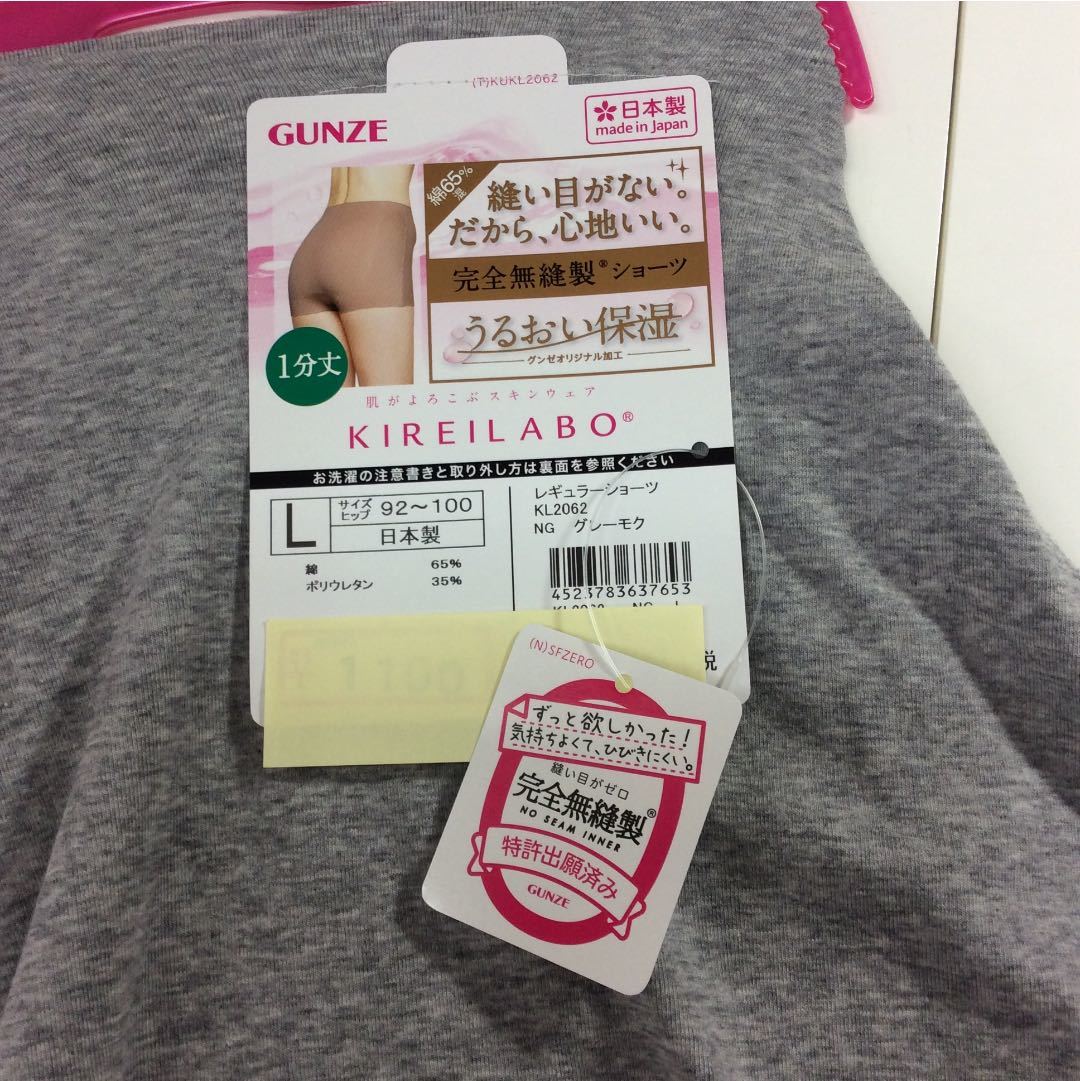 (T)KUKL2062
GUNZE
日本製
made in Japan
綿65%混
縫い目がない。
だから、心地いい。
完全無縫製®ショーツ
うるおい保湿
グンゼオリジナル加工
1分丈
肌がよろこぶスキンウェア
KIREILABO®
お洗濯の注意書きと取り外し方は裏面を参照ください
L
サイズ
ヒップ 92~100
日本製
綿 65%
ポリウレタン 35%
レギュラーショーツ
KL2062
NG グレーモク
4523783637653
税
(N)SFZERO
ずっと欲しかった!
気持ちよくて、ひびきにくい。
縫い目がゼロ
完全無縫製®
NO SEAM INNER
特許出願済み
GUNZE